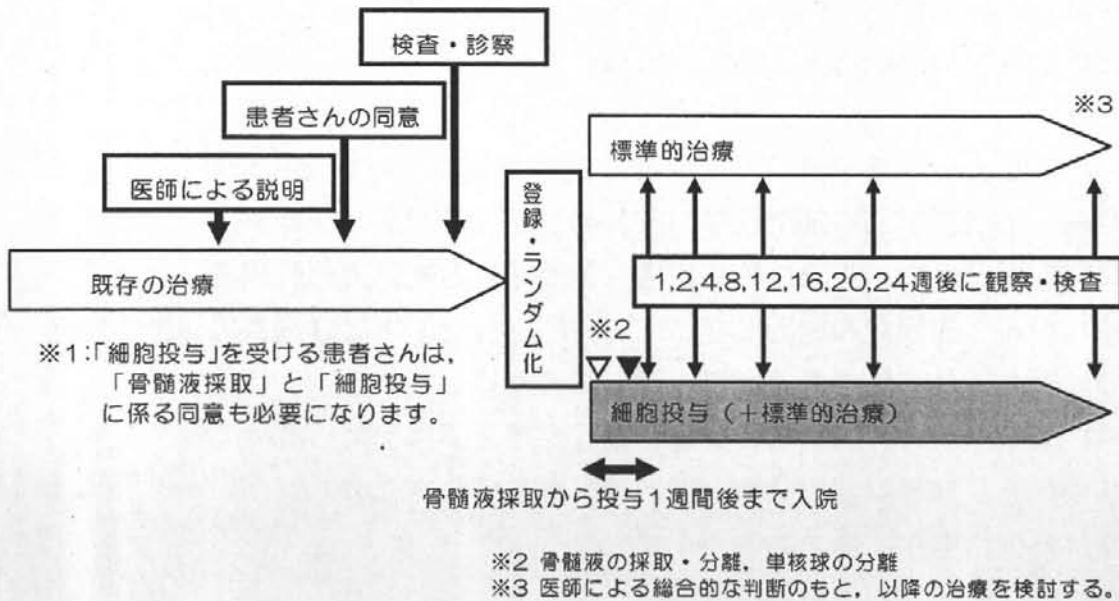 検査・診察
患者さんの同意
医師による説明
既存の治療
※1:「細胞投与」を受ける患者さんは,
「骨髄液採取」と「細胞投与」
に係る同意も必要になります。
登録・ランダム化
※3
標準的治療
1,2,4,8,12,16,20,24週後に観察・検査
※2
細胞投与(+標準的治療)
骨髄液採取から投与1週間後まで入院
※2 骨髄液の採取・分離,単核球の分離
※3 医師による総合的な判断のもと,以降の治療を検討する。